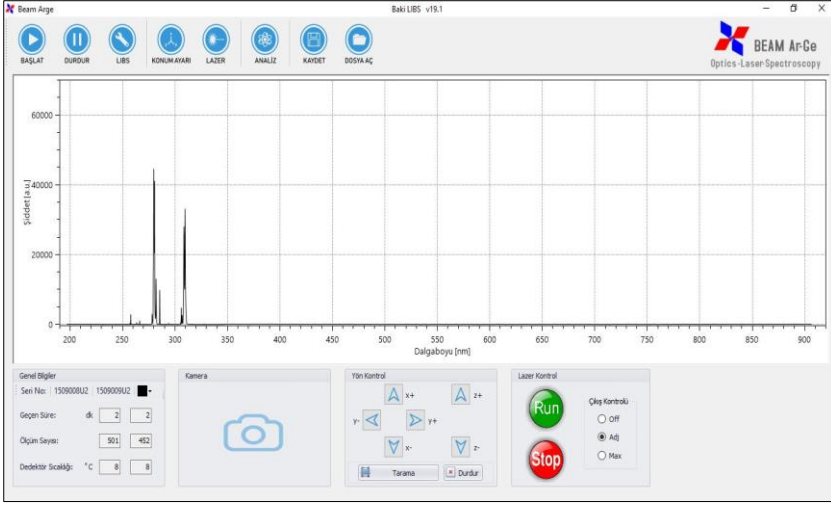 Beam Arge
Baki LIBS v19.1
BAŞLAT DURDUR LIBS KONUM AYARI LAZER ANALİZ KAYDET DOSYA AÇ
BEAM Ar-Ge
Optics-Laser-Spectroscopy
Şiddet[a.u]
60000
40000
20000
0
200 250 300 350 400 450 500 550 600 650 700 750 800 850 900
Dalgaboyu [nm]
Genel Bilgiler
Seri No: 1509008U2 1509009U2
Geçen Süre: dk 2 2
Ölçüm Sayısı: 501 452
Dedektör Sıcaklığı: °C 8 8
Kamera
Yön Kontrol
x+ z+
y- y+
x- z-
Tarama Durdur
Lazer Kontrol
Run
Stop
Çıkış Kontrolü
Off
Adj
Max